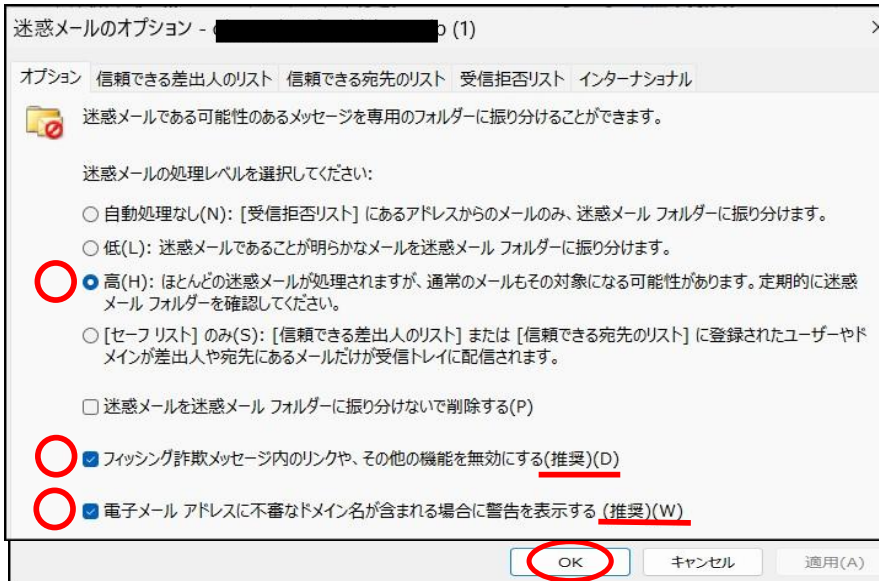 迷惑メールのオプション - (1)
オプション 信頼できる差出人のリスト 信頼できる宛先のリスト 受信拒否リスト インターナショナル
迷惑メールである可能性のあるメッセージを専用のフォルダーに振り分けることができます。
迷惑メールの処理レベルを選択してください:
自動処理なし(N): [受信拒否リスト] にあるアドレスからのメールのみ、迷惑メール フォルダーに振り分けます。
低(L): 迷惑メールであることが明らかなメールを迷惑メール フォルダーに振り分けます。
高(H): ほとんどの迷惑メールが処理されますが、通常のメールもその対象になる可能性があります。定期的に迷惑
メール フォルダーを確認してください。
[セーフ リスト] のみ(S): [信頼できる差出人のリスト] または [信頼できる宛先のリスト] に登録されたユーザーやド
メインが差出人や宛先にあるメールだけが受信トレイに配信されます。
迷惑メールを迷惑メール フォルダーに振り分けないで削除する(P)
フィッシング詐欺メッセージ内のリンクや、その他の機能を無効にする(推奨)(D)
電子メール アドレスに不審なドメイン名が含まれる場合に警告を表示する (推奨)(W)
OK キャンセル 適用(A)